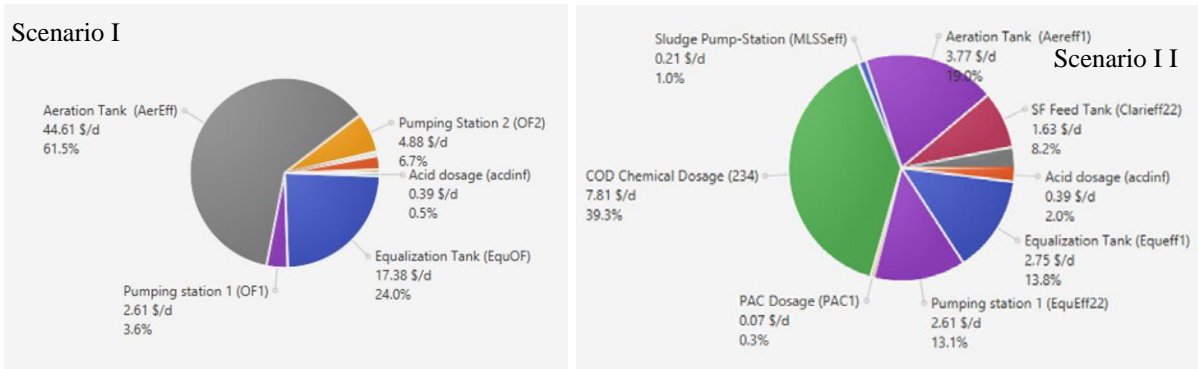 Scenario I
Aeration Tank  (AerEff)
44.61 $/d
61.5%
Pumping Station 2 (OF2)
4.88 $/d
6.7%
Acid dosage (acdinf)
0.39 $/d
0.5%
Equalization Tank (EquOF)
17.38 $/d
24.0%
Pumping station 1 (OF1)
2.61 $/d
3.6%
Scenario I I
Sludge Pump-Station (MLSSeff)
0.21 $/d
1.0%
Aeration Tank  (Aereff1)
3.77 $/d
19.0%
SF Feed Tank (Clarieff22)
1.63 $/d
8.2%
COD Chemical Dosage (234)
7.81 $/d
39.3%
Acid dosage (acdinf)
0.39 $/d
2.0%
Equalization Tank (Equeff1)
2.75 $/d
13.8%
PAC Dosage (PAC1)
0.07 $/d
0.3%
Pumping station 1 (EquEff22)
2.61 $/d
13.1%